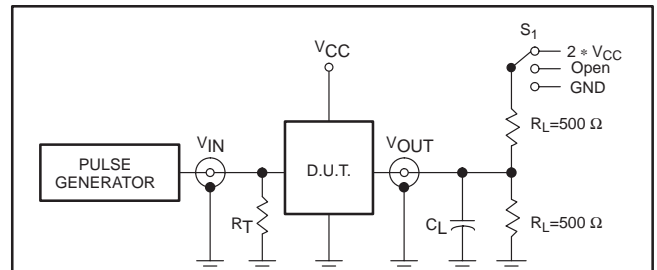 S1
2 * VCC
Open
GND
VCC
RL=500 Ω
VIN
VOUT
PULSE
GENERATOR
D.U.T.
RT
CL
RL=500 Ω